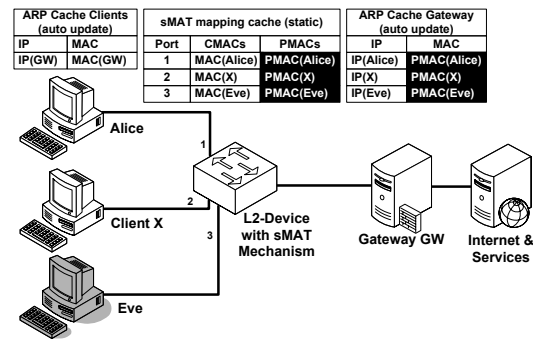 ARP Cache Clients
(auto update)
IP MAC
IP(GW) MAC(GW)
sMAT mapping cache (static)
Port CMACs PMACs
1 MAC(Alice) PMAC(Alice)
2 MAC(X) PMAC(X)
3 MAC(Eve) PMAC(Eve)
ARP Cache Gateway
(auto update)
IP MAC
IP(Alice) PMAC(Alice)
IP(X) PMAC(X)
IP(Eve) PMAC(Eve)
Alice
1
Client X
2
3
Eve
L2-Device
with sMAT
Mechanism
Gateway GW
Internet &
Services